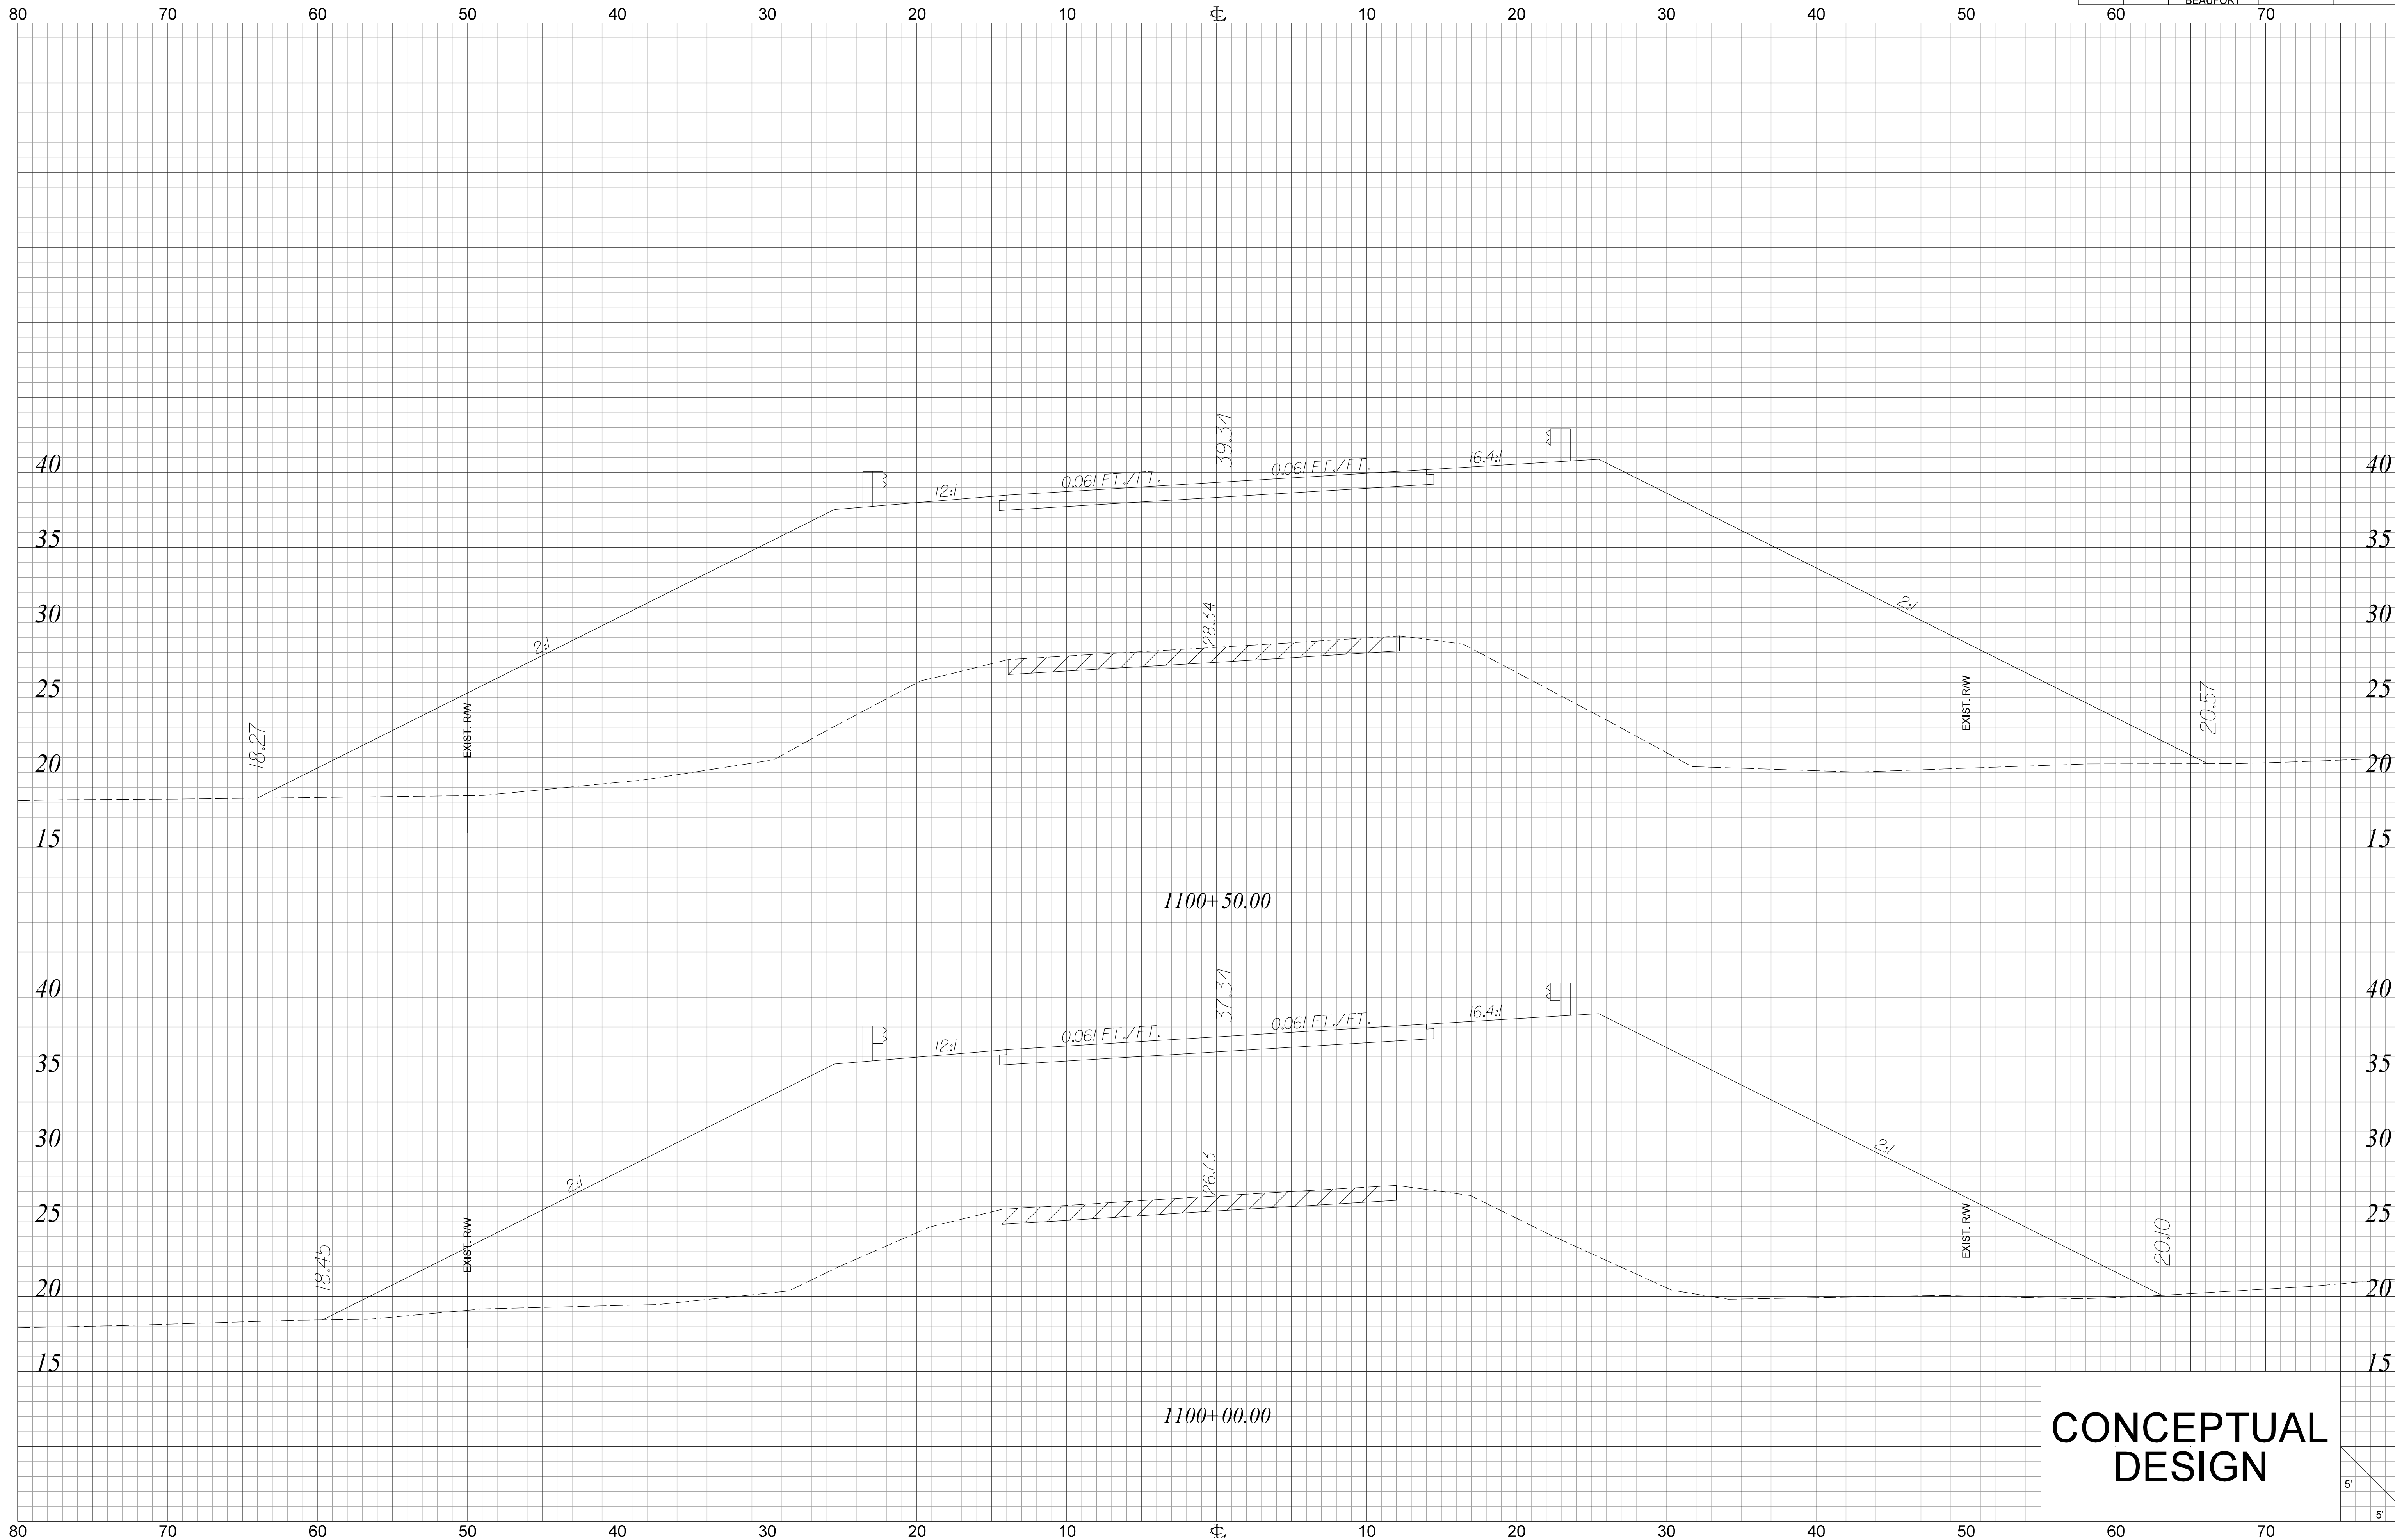 BEAUFORT
80 70 60 50 40 30 20 10 ℄ 10 20 30 40 50 60 70
39.34
40 40
0.061 FT./FT. 0.061 FT./FT. 16.4:1
12:1
35 35
30 30
2:1 28.34 2:1
25 25
EXIST. R/W EXIST. R/W
18.27 20.57
20 20
15 15
1100+50.00
37.34
40 40
0.061 FT./FT. 0.061 FT./FT. 16.4:1
12:1
35 35
30 30
2:1 26.73 2:1
25 25
EXIST. R/W EXIST. R/W
18.45 20.10
20 20
15 15
1100+00.00
CONCEPTUAL
DESIGN
5'
5'
80 70 60 50 40 30 20 10 ℄ 10 20 30 40 50 60 70